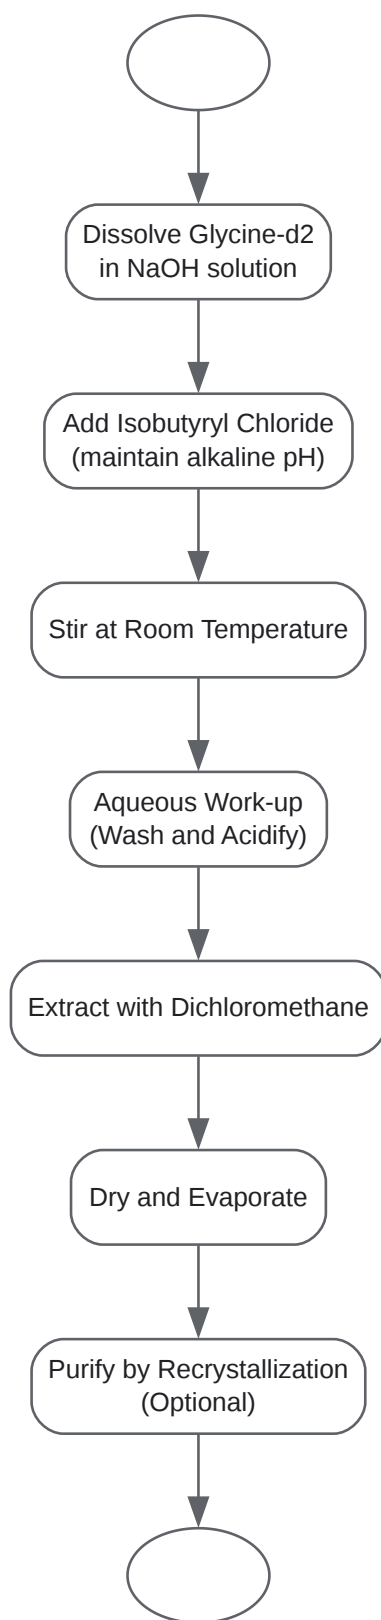 Dissolve Glycine-d2
in NaOH solution
Add Isobutyryl Chloride
(maintain alkaline pH)
Stir at Room Temperature
Aqueous Work-up
(Wash and Acidify)
Extract with Dichloromethane
Dry and Evaporate
Purify by Recrystallization
(Optional)